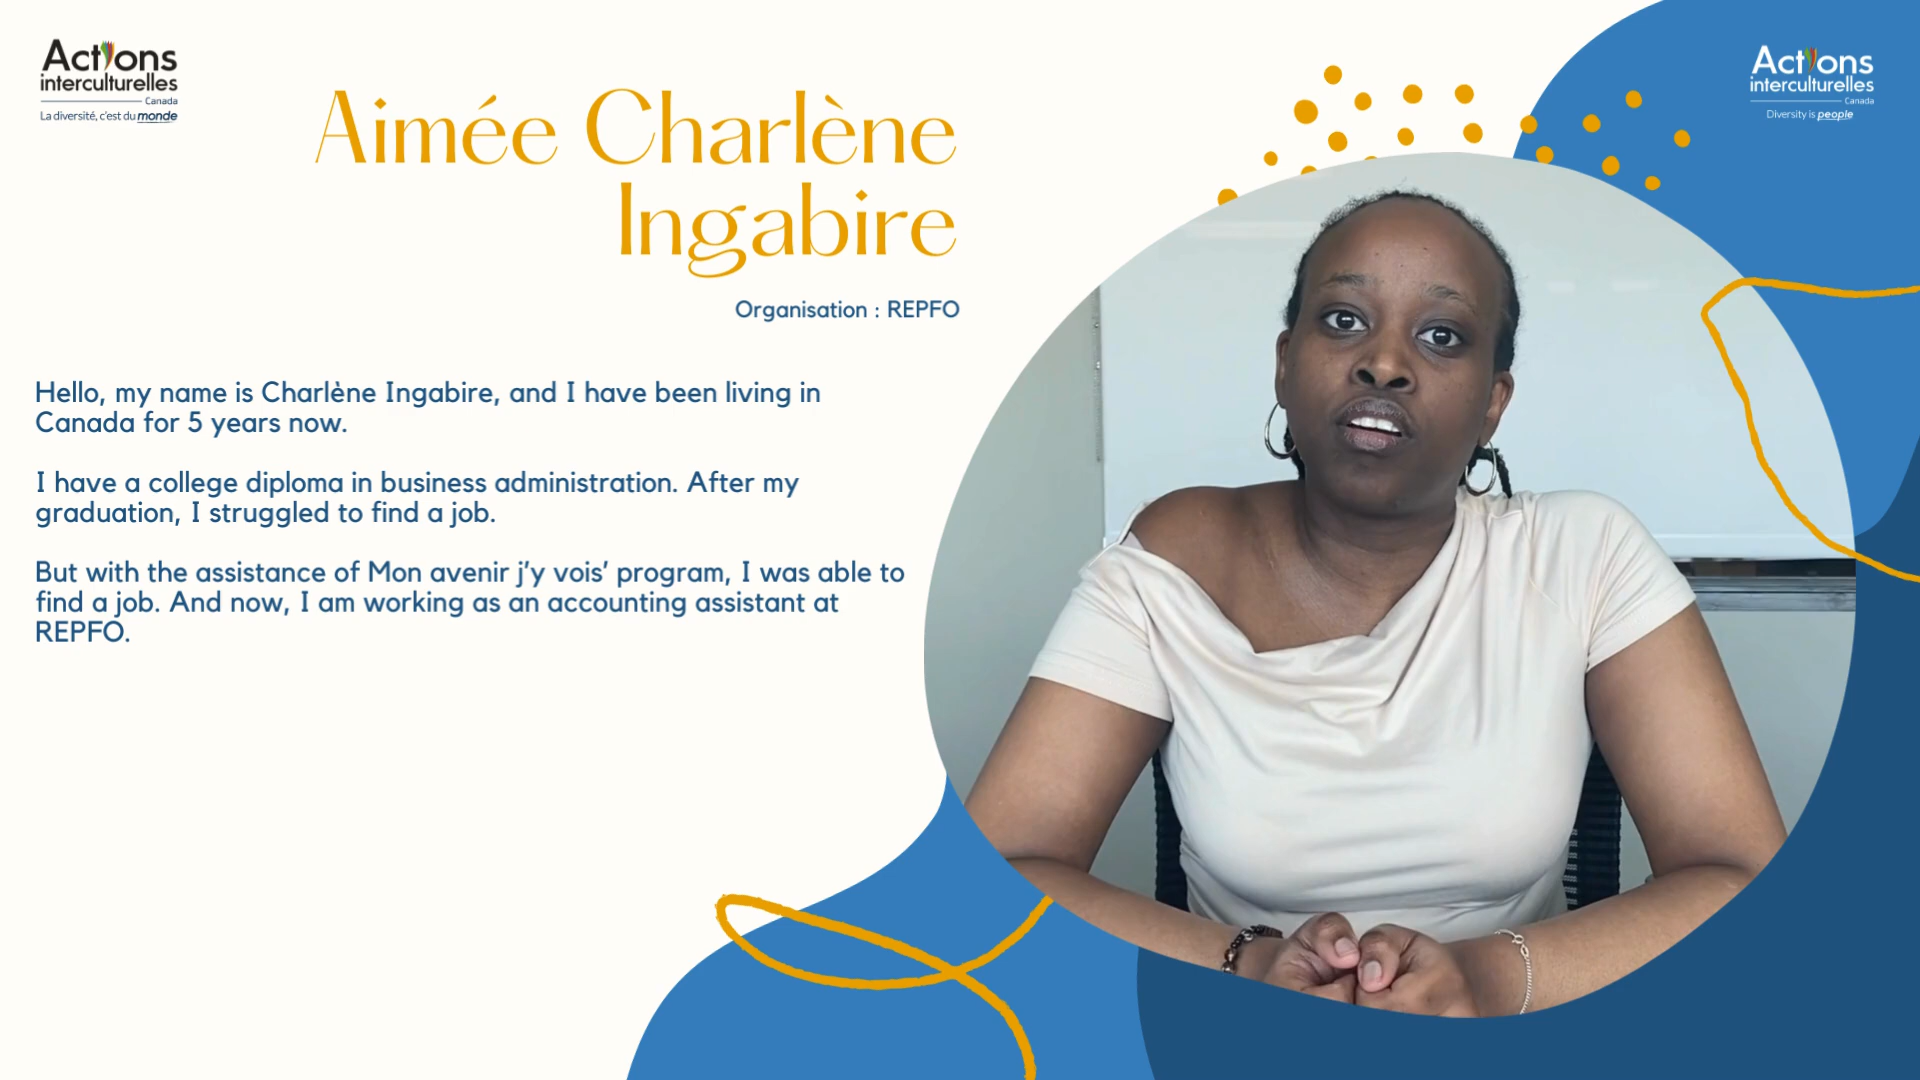 Actions
interculturelles
Canada
La diversité, c'est du monde
Actions
interculturelles
Canada
Diversity is people
Aimée Charlène
Ingabire
Organisation : REPFO
Hello, my name is Charlène Ingabire, and I have been living in
Canada for 5 years now.
I have a college diploma in business administration. After my
graduation, I struggled to find a job.
But with the assistance of Mon avenir j'y vois' program, I was able to
find a job. And now, I am working as an accounting assistant at
REPFO.